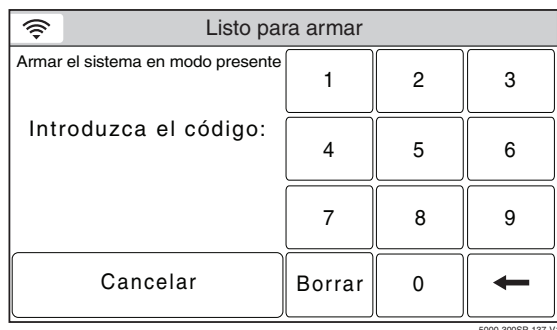 Listo para armar
Armar el sistema en modo presente
Introduzca el código:
1 2 3
4 5 6
7 8 9
Cancelar Borrar 0